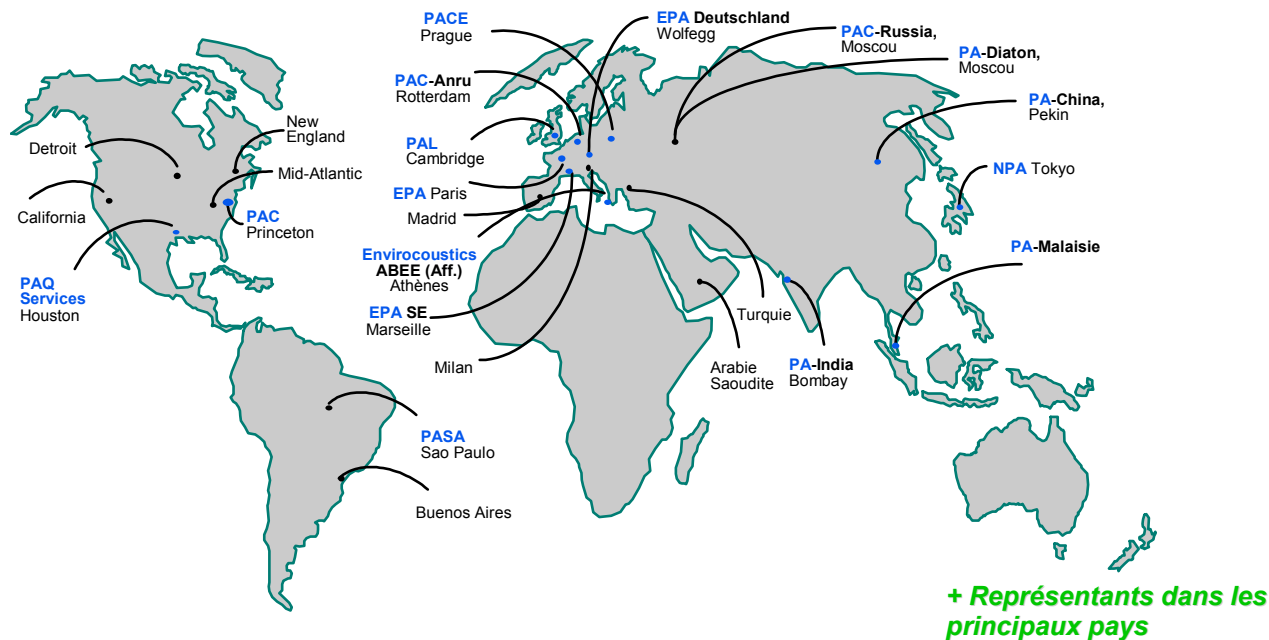 PACE
Prague
EPA Deutschland
Wolfegg
PAC-Russia,
Moscou
PA-Diaton,
Moscou
PAC-Anru
Rotterdam
PA-China,
Pekin
New
England
Detroit
PAL
Cambridge
Mid-Atlantic
NPA Tokyo
EPA Paris
California
PAC
Princeton
Madrid
Envirocoustics
ABEE (Aff.)
Athènes
PA-Malaisie
PAQ
Services
Houston
EPA SE
Marseille
Turquie
Milan
Arabie
Saoudite
PA-India
Bombay
PASA
Sao Paulo
Buenos Aires
+ Représentants dans les
principaux pays